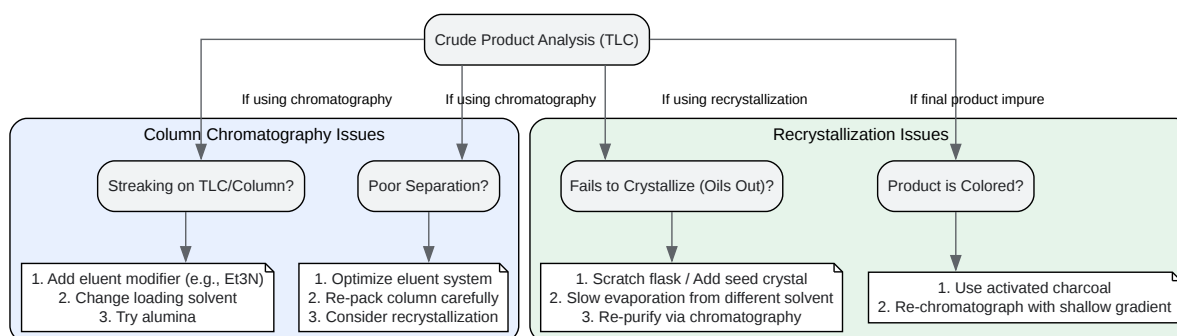 Crude Product Analysis (TLC)
If using chromatography
If using chromatography
If using recrystallization
If final product impure
Column Chromatography Issues
Recrystallization Issues
Streaking on TLC/Column?
Poor Separation?
Fails to Crystallize (Oils Out)?
Product is Colored?
1. Add eluent modifier (e.g., Et3N)
2. Change loading solvent
3. Try alumina
1. Optimize eluent system
2. Re-pack column carefully
3. Consider recrystallization
1. Scratch flask / Add seed crystal
2. Slow evaporation from different solvent
3. Re-purify via chromatography
1. Use activated charcoal
2. Re-chromatograph with shallow gradient